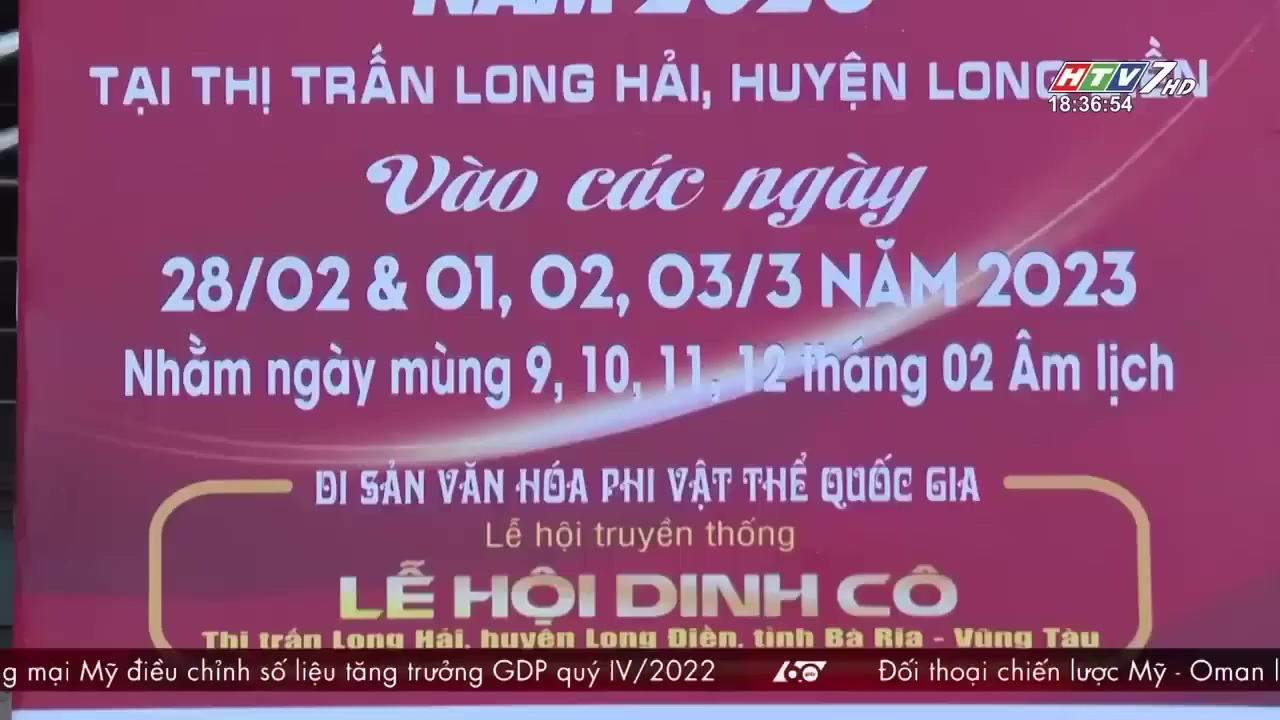 NĂM 2023
TẠI THỊ TRẤN LONG HẢI, HUYỆN LONG
HTV7 HD
18:36:54
Vào các ngày
28/02 & 01, 02, 03/3 NĂM 2023
Nhằm ngày mùng 9, 10, 11, 12 tháng 02 Âm lịch
DI SẢN VĂN HÓA PHI VẬT THỂ QUỐC GIA
Lễ hội truyền thống
LỄ HỘI DINH CÔ
Thị trấn Long Hải, huyện Long Điền, tỉnh Bà Rịa - Vũng Tàu
g mại Mỹ điều chỉnh số liệu tăng trưởng GDP quý IV/2022
Đối thoại chiến lược Mỹ - Oman